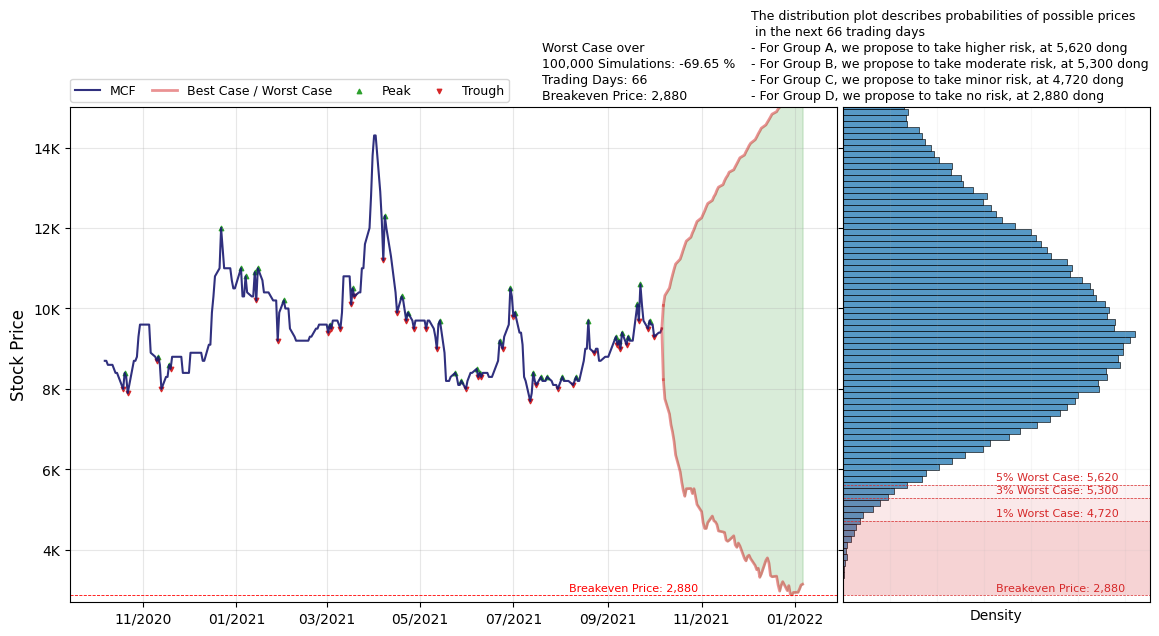 The distribution plot describes probabilities of possible prices
in the next 66 trading days
- For Group A, we propose to take higher risk, at 5,620 dong
- For Group B, we propose to take moderate risk, at 5,300 dong
- For Group C, we propose to take minor risk, at 4,720 dong
- For Group D, we propose to take no risk, at 2,880 dong
Worst Case over
100,000 Simulations: -69.65 %
Trading Days: 66
Breakeven Price: 2,880
MCF
Best Case / Worst Case
Peak
Trough
Stock Price
14K
12K
10K
8K
6K
4K
Breakeven Price: 2,880
11/2020
01/2021
03/2021
05/2021
07/2021
09/2021
11/2021
01/2022
5% Worst Case: 5,620
3% Worst Case: 5,300
1% Worst Case: 4,720
Breakeven Price: 2,880
Density